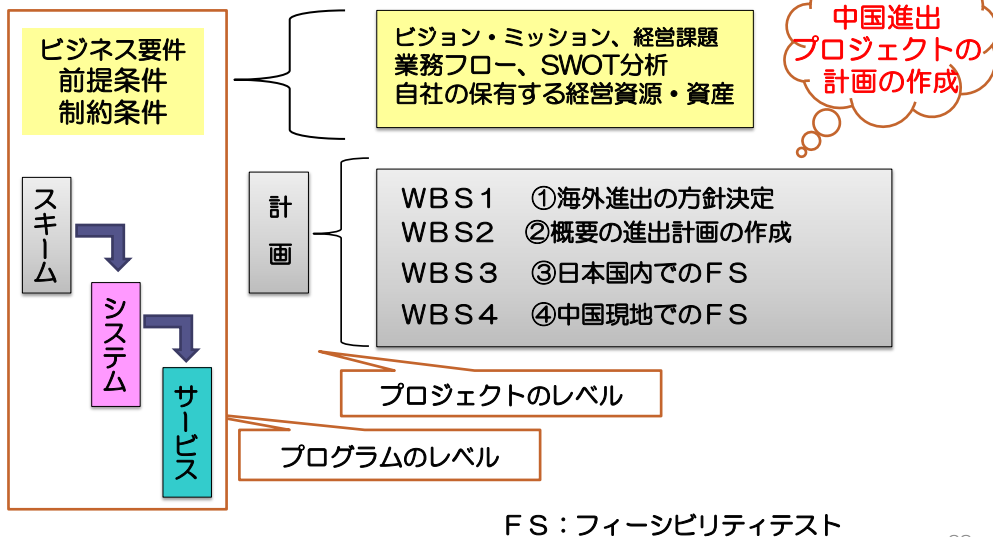 ビジネス要件
前提条件
制約条件
ビジョン・ミッション、経営課題
業務フロー、SWOT分析
自社の保有する経営資源・資産
中国進出
プロジェクトの
計画の作成
スキーム
システム
サービス
計画
ＷＢＳ１ ①海外進出の方針決定
ＷＢＳ２ ②概要の進出計画の作成
ＷＢＳ３ ③日本国内でのＦＳ
ＷＢＳ４ ④中国現地でのＦＳ
プロジェクトのレベル
プログラムのレベル
ＦＳ：フィーシビリティテスト